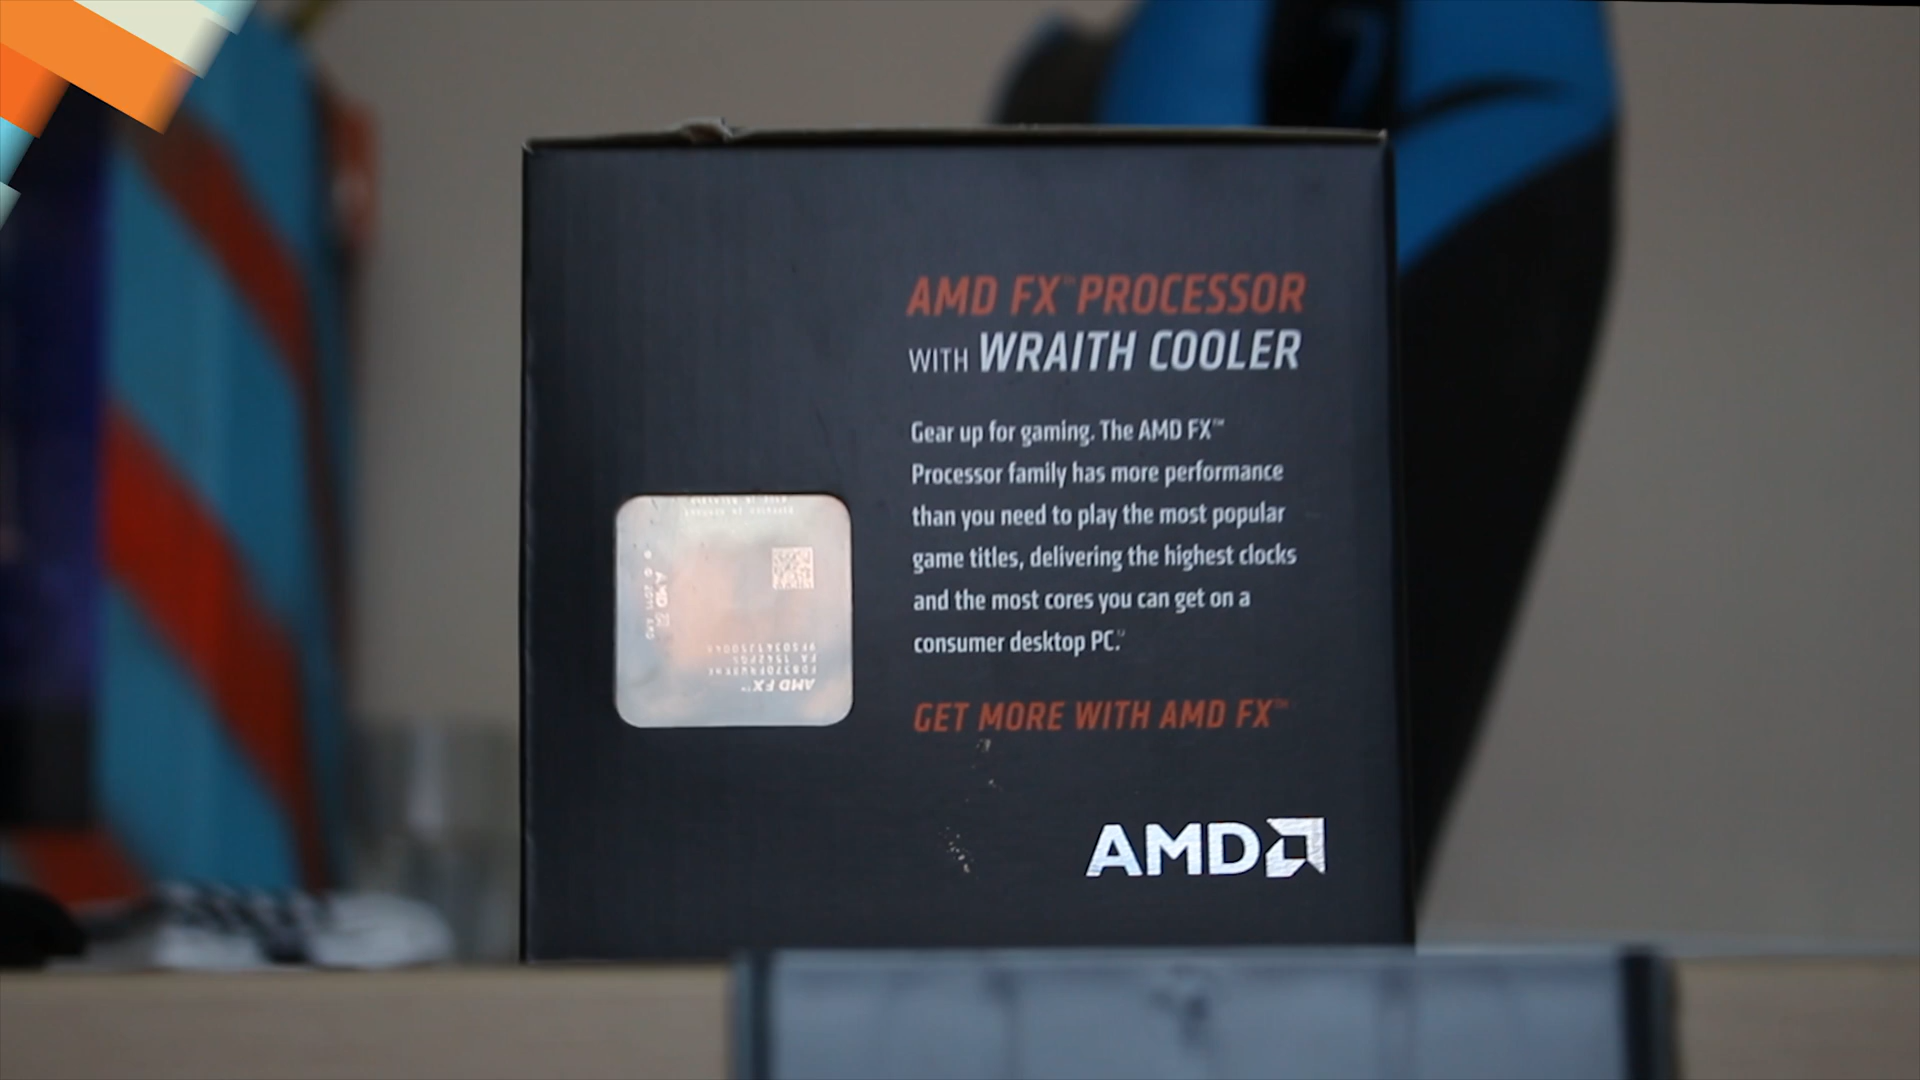 AMD FX™ PROCESSOR
WITH WRAITH COOLER
Gear up for gaming. The AMD FX™
Processor family has more performance
than you need to play the most popular
game titles, delivering the highest clocks
and the most cores you can get on a
consumer desktop PC.
GET MORE WITH AMD FX™
AMD
AMD
AMD FX™